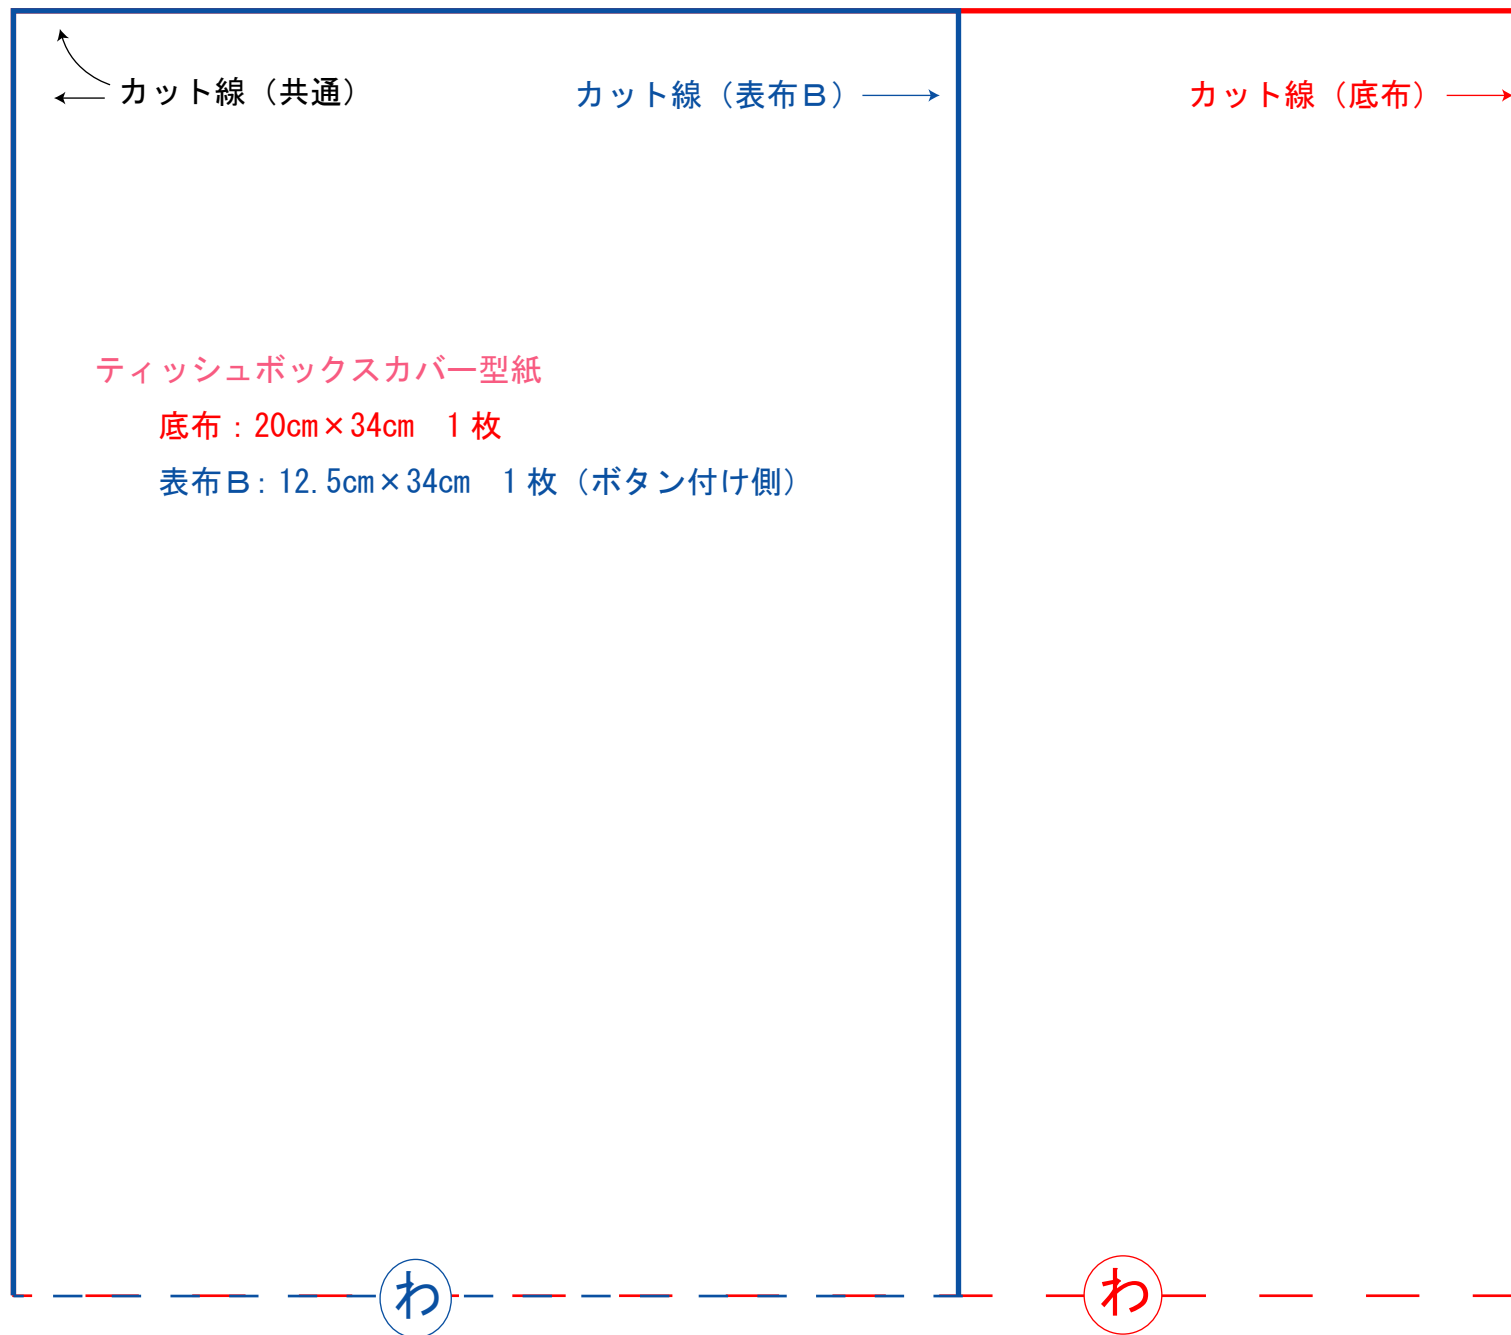 カット線（共通）
カット線（表布Ｂ）
カット線（底布）
ティッシュボックスカバー型紙
底布：20cm×34cm　1枚
表布Ｂ：12.5cm×34cm　1枚（ボタン付け側）
わ
わ